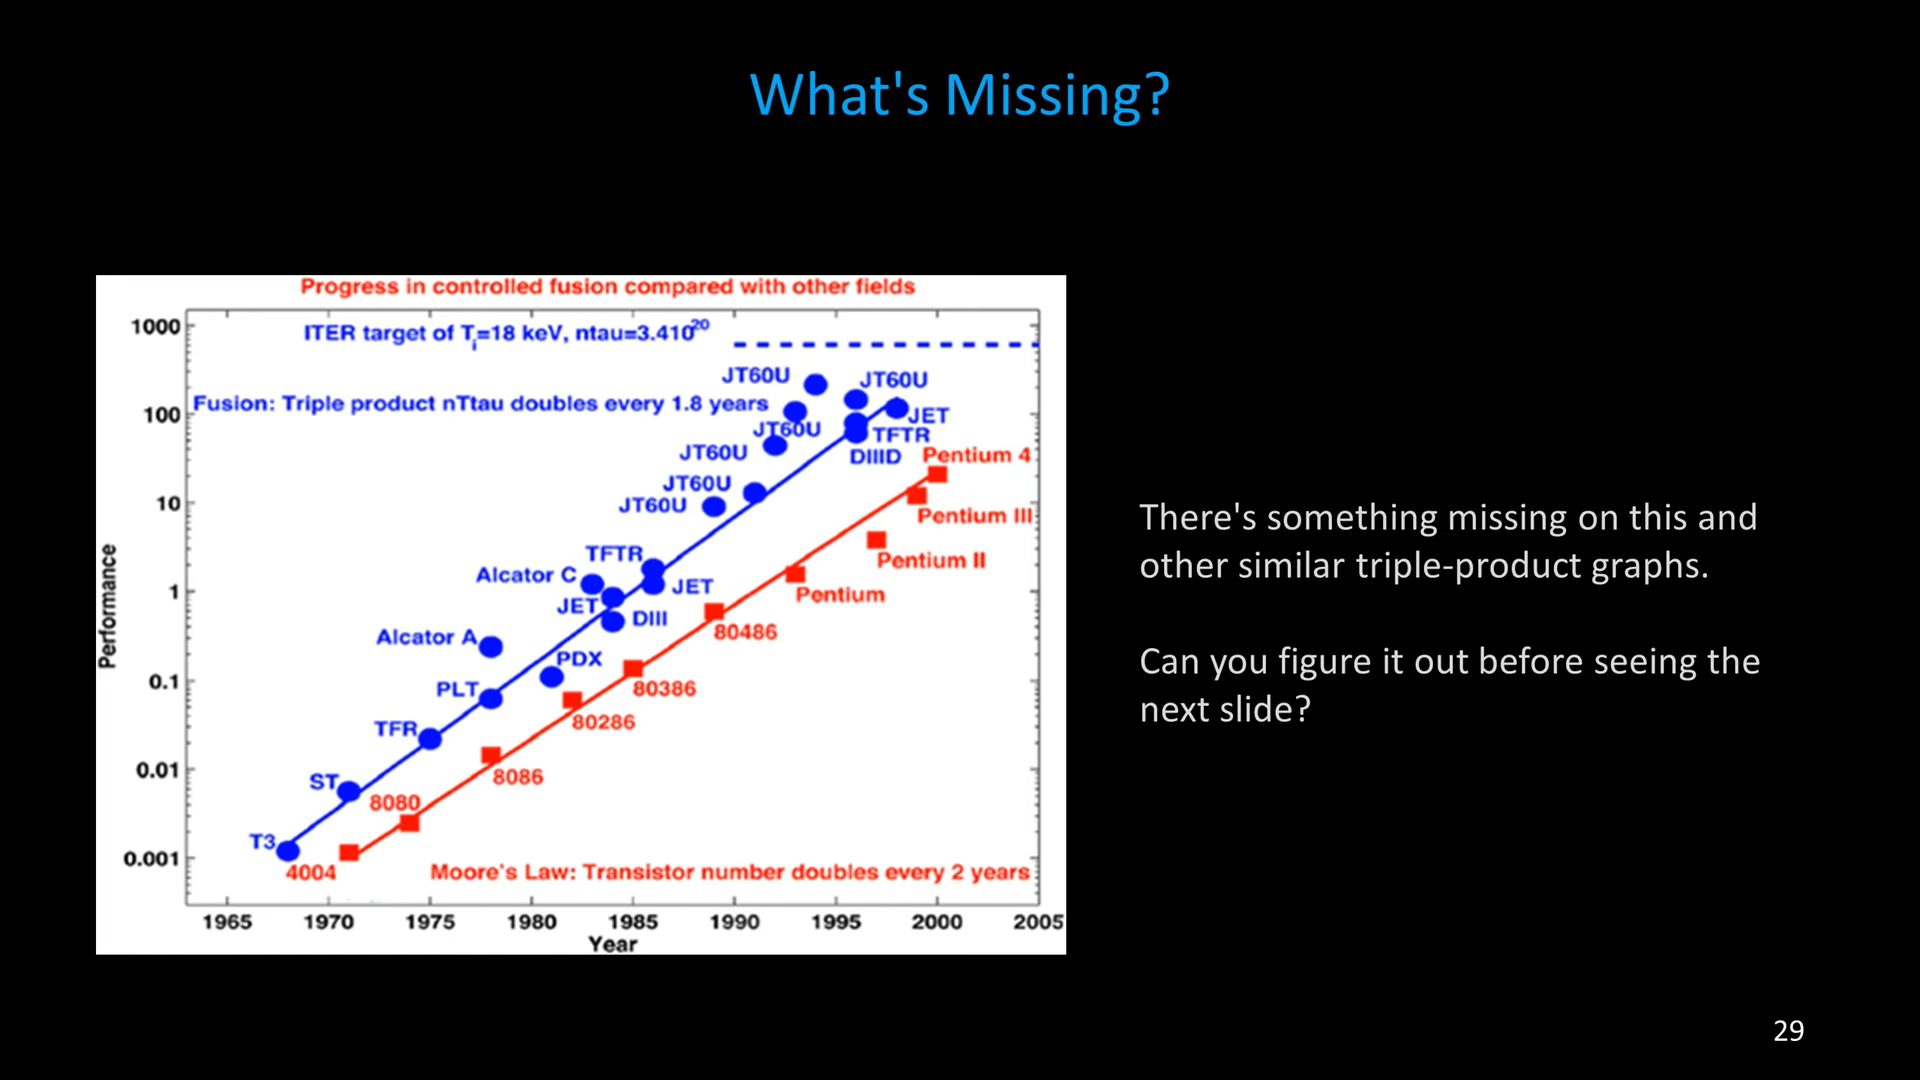 What's Missing?
Progress in controlled fusion compared with other fields
1000
ITER target of Ti=18 keV, ntau=3.410^20
JT60U
JT60U
100
Fusion: Triple product nTtau doubles every 1.8 years
JET
JT60U
TFTR
JT60U
DIIID
Pentium 4
JT60U
10
JT60U
Pentium III
There's something missing on this and
other similar triple-product graphs.
TFTR
Pentium II
Alcator C
JET
1
JET
Pentium
DIII
80486
Alcator A
Performance
PDX
Can you figure it out before seeing the
next slide?
0.1
PLT
80386
TFR
80286
0.01
ST
8086
8080
T3
0.001
4004
Moore's Law: Transistor number doubles every 2 years
1965 1970 1975 1980 1985 1990 1995 2000 2005
Year
29